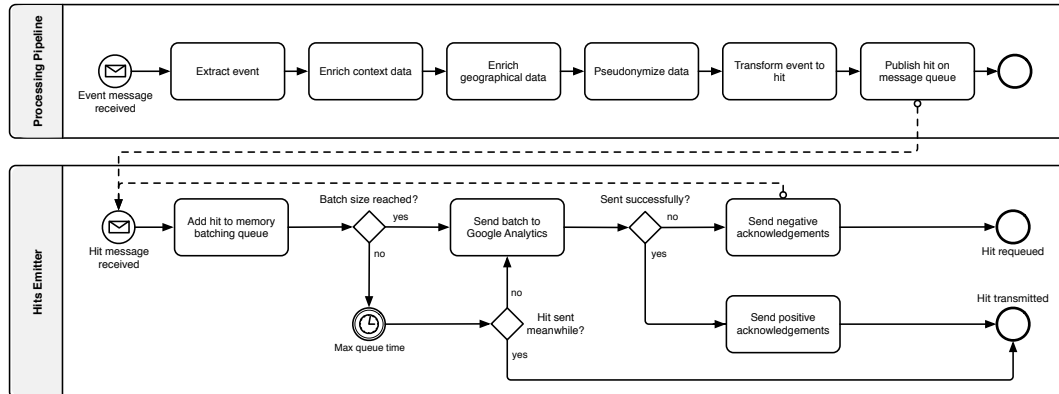 Processing Pipeline
Event message
received
Extract event
Enrich context data
Enrich
geographical data
Pseudonymize data
Transform event to
hit
Publish hit on
message queue
Hits Emitter
Hit message
received
Add hit to memory
batching queue
Batch size reached?
yes
no
Max queue time
Send batch to
Google Analytics
no
Hit sent
meanwhile?
yes
Sent successfully?
no
yes
Send negative
acknowledgements
Hit requeued
Send positive
acknowledgements
Hit transmitted